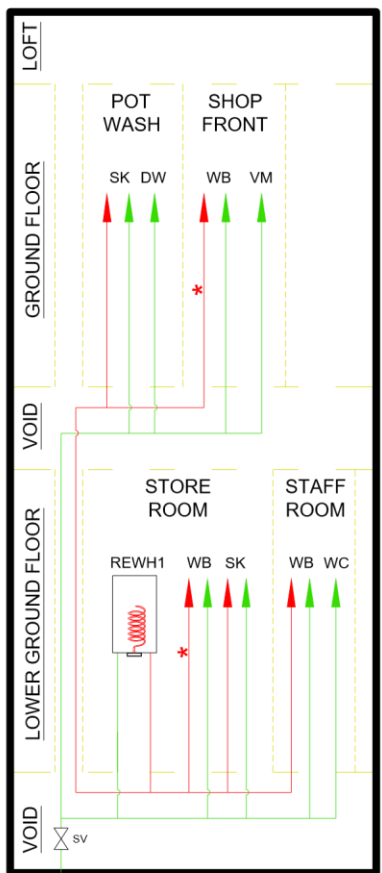 LOFT
POT
WASH
SHOP
FRONT
SK DW WB VM
GROUND FLOOR
*
VOID
STORE
ROOM
STAFF
ROOM
REWH1 WB SK WB WC
LOWER GROUND FLOOR
*
VOID
SV